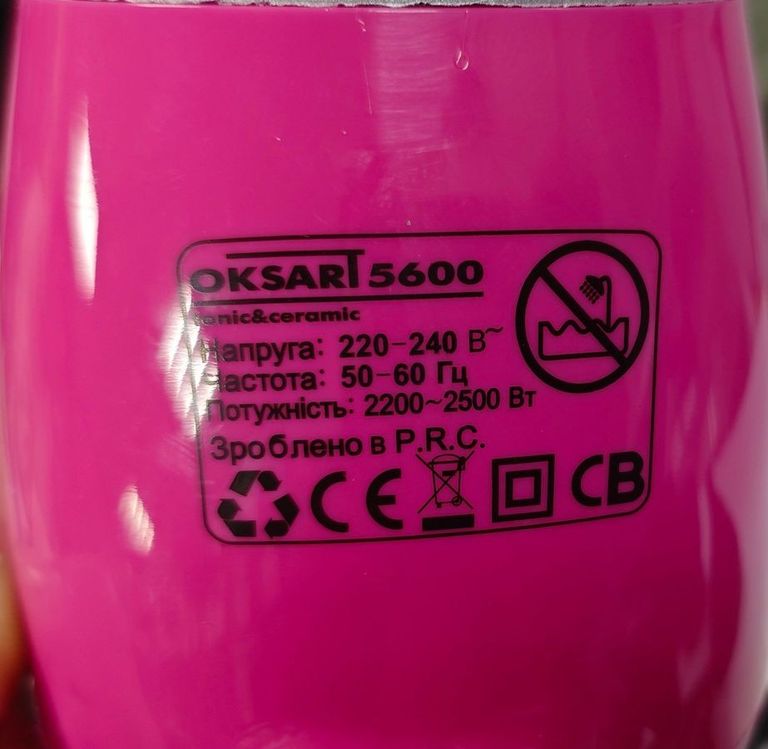 OKSART 5600
ionic&ceramic
Напруга: 220-240 В~
Частота: 50-60 Гц
Потужність: 2200~2500 Вт
Зроблено в P.R.C.
CE CB